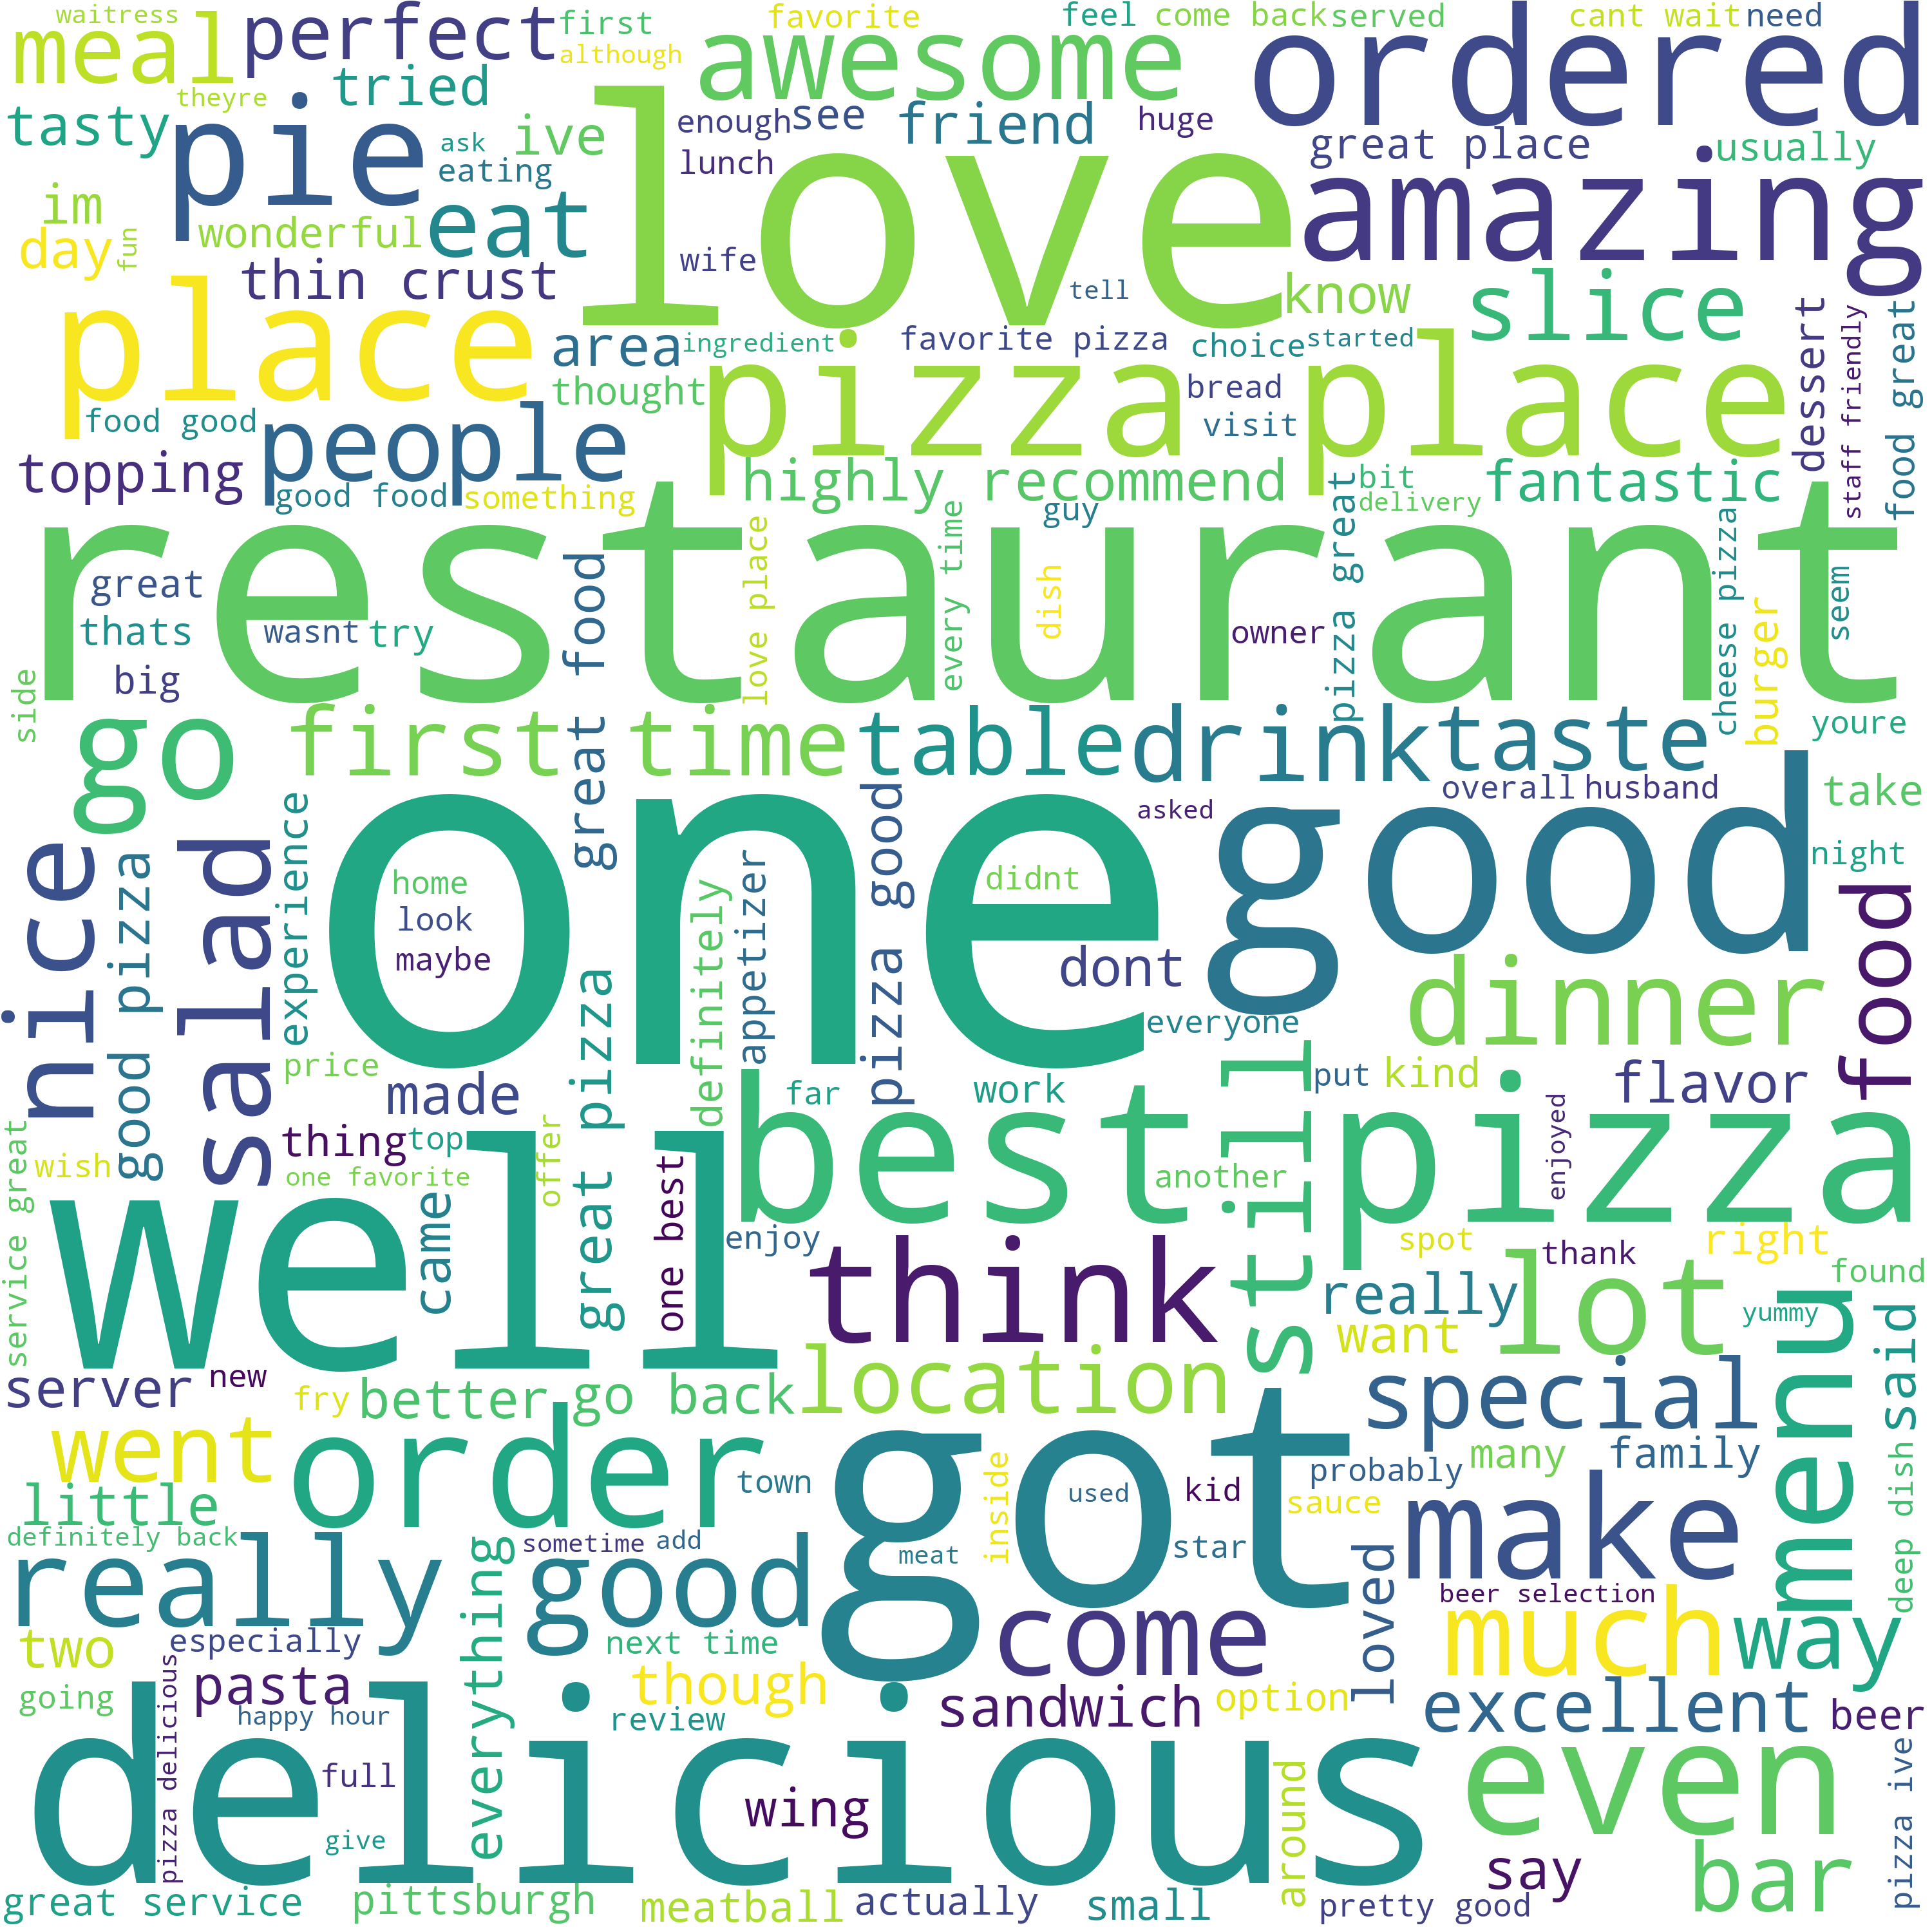 waitress
meal
perfect
first
although
favorite
feel
come back
served
cant wait
need
awesome
ordered
theyre
tried
tasty
pie
ask
eating
ive
love
enough
see
friend
huge
lunch
great place
usually
amazing
im
day
fun
wonderful
eat
wife
tell
know
slice
thin crust
place
area
ingredient
favorite pizza
choice
started
thought
pizza place
bread
visit
dessert
staff friendly
food great
food good
people
topping
good food
something
highly recommend
bit
delivery
fantastic
guy
restaurant
great
thats
wasnt
try
big
side
great food
love place
every time
dish
owner
pizza great
cheese pizza
burger
seem
youre
go
first time
table
drink
taste
overall
husband
take
asked
one
good
night
nice
good pizza
salad
experience
home
look
maybe
didnt
pizza good
appetizer
definitely
dont
everyone
dinner
food
price
made
great pizza
far
work
put
kind
flavor
still
best
pizza
thing
top
one favorite
offer
one best
another
enjoyed
wish
service great
well
came
enjoy
think
spot
thank
right
found
really
lot
want
yummy
menu
said
server
new
fry
better
go back
location
special
went
order
got
town
many
family
probably
little
inside
used
kid
sauce
make
deep dish
definitely back
really
everything
sometime
add
good
meat
star
loved
beer selection
much
way
two
especially
next time
come
pasta
though
sandwich
option
excellent
beer
going
pizza delicious
happy hour
review
delicious
full
give
wing
around
even
pizza ive
say
bar
great service
pittsburgh
meatball
actually
small
pretty good